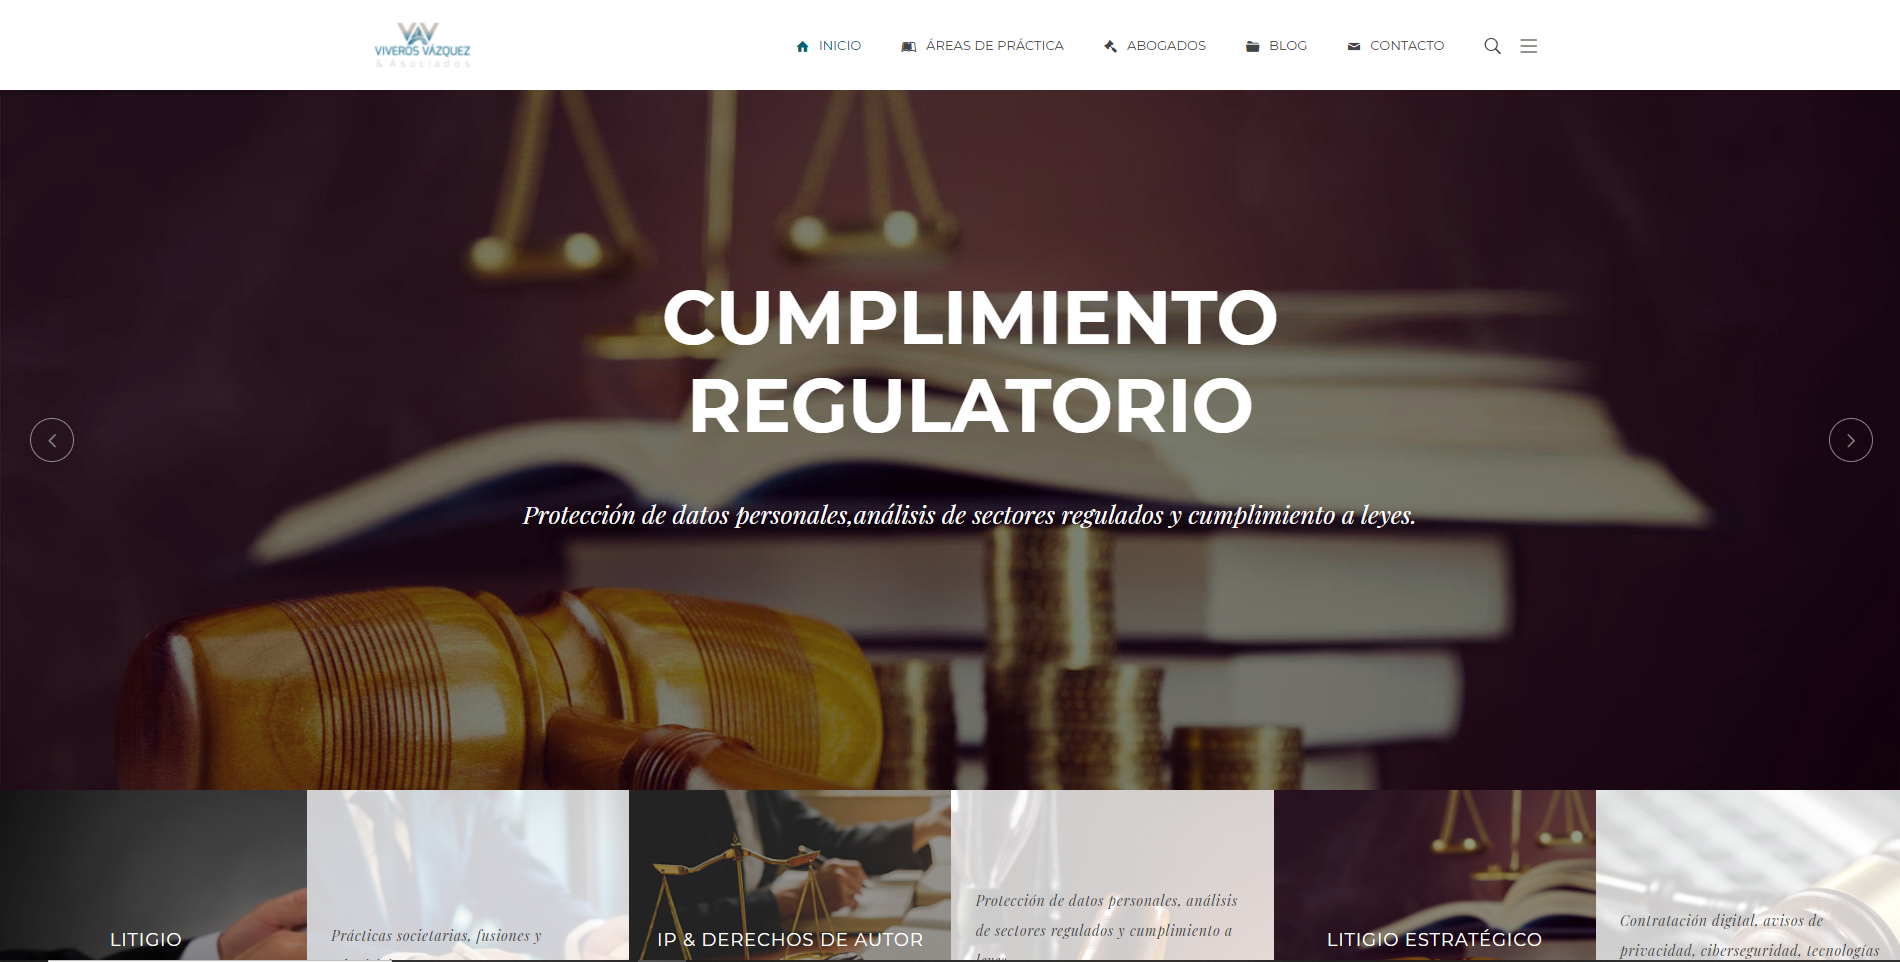 VIVEROS VÁZQUEZ
& Asociados
INICIO
ÁREAS DE PRÁCTICA
ABOGADOS
BLOG
CONTACTO
CUMPLIMIENTO
REGULATORIO
Protección de datos personales,análisis de sectores regulados y cumplimiento a leyes.
LITIGIO
Prácticas societarias, fusiones y
IP & DERECHOS DE AUTOR
Protección de datos personales, análisis
de sectores regulados y cumplimiento a
leyes.
LITIGIO ESTRATÉGICO
Contratación digital, avisos de
privacidad, ciberseguridad, tecnologías